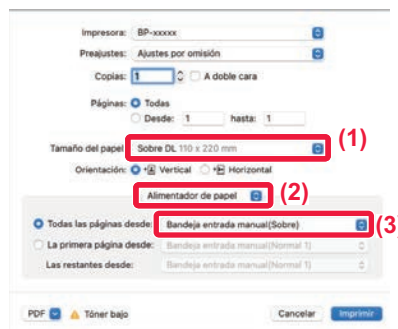 Impresora: BP-xxxxx
Preajustes: Ajustes por omisión
Copias: 1 A doble cara
Páginas: Todas
Desde: 1 hasta: 1
Tamaño del papel Sobre DL 110 x 220 mm (1)
Orientación: Vertical Horizontal
Alimentador de papel (2)
Todas las páginas desde: Bandeja entrada manual(Sobre) (3
La primera página desde: Bandeja entrada manual(Normal 1)
Las restantes desde: Bandeja entrada manual(Normal 1)
PDF Tóner bajo Cancelar Imprimir